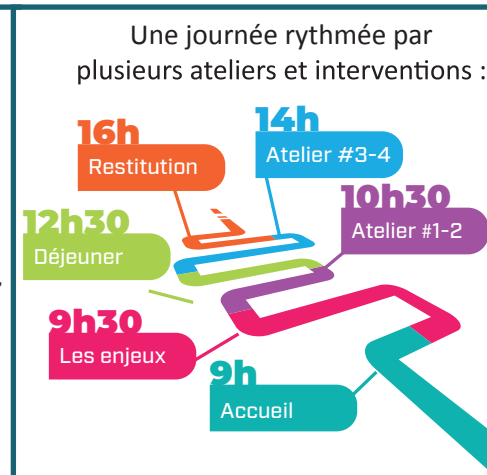 Une journée rythmée par
plusieurs ateliers et interventions :
16h
Restitution
14h
Atelier #3-4
12h30
Déjeuner
10h30
Atelier #1-2
9h30
Les enjeux
9h
Accueil